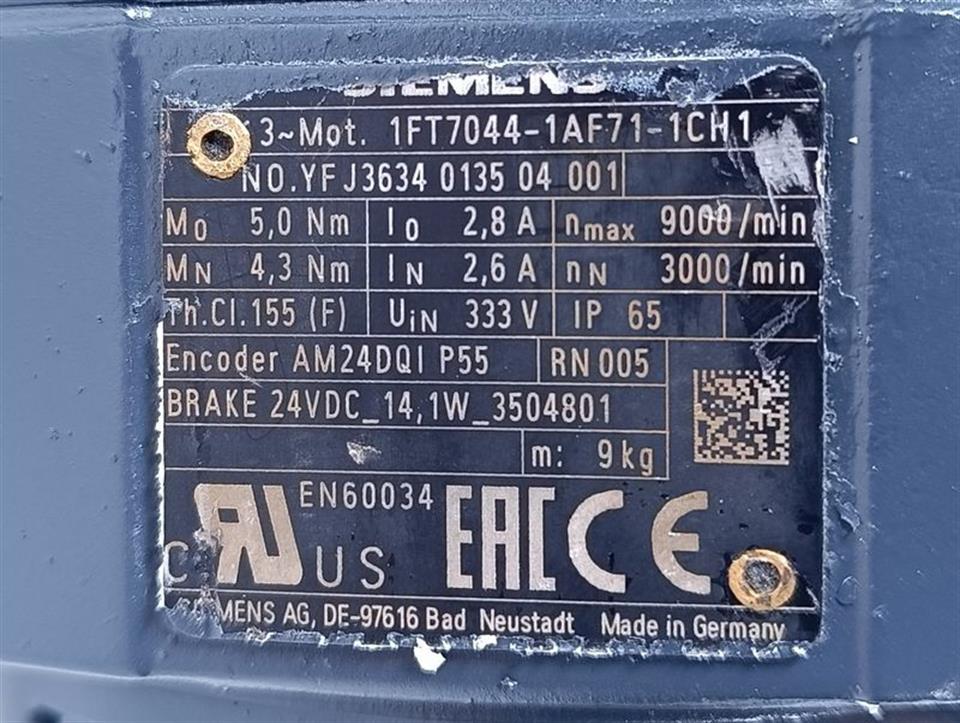 SIEMENS
3~Mot. 1FT7044-1AF71-1CH1
NO.YFJ3634 0135 04 001
M0 5,0 Nm I0 2,8 A nmax 9000/min
MN 4,3 Nm IN 2,6 A nN 3000/min
Th.Cl.155 (F) UiN 333 V IP 65
Encoder AM24DQI P55 RN 005
BRAKE 24VDC_14,1W_3504801
m: 9 kg
EN60034
C RU US EAC CE
SIEMENS AG, DE-97616 Bad Neustadt Made in Germany